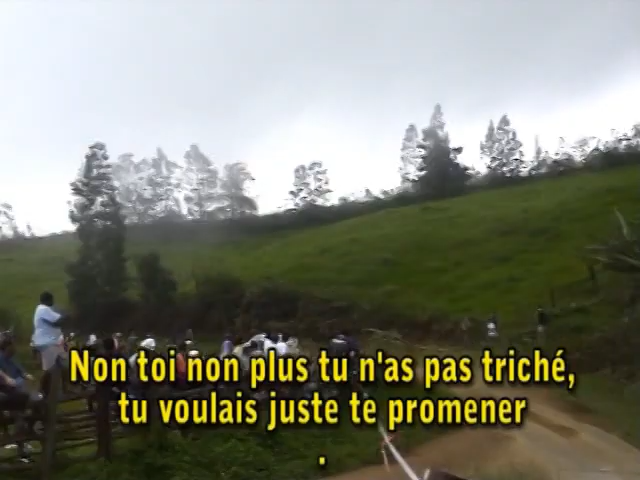 Non toi non plus tu n'as pas triché,
tu voulais juste te promener
.